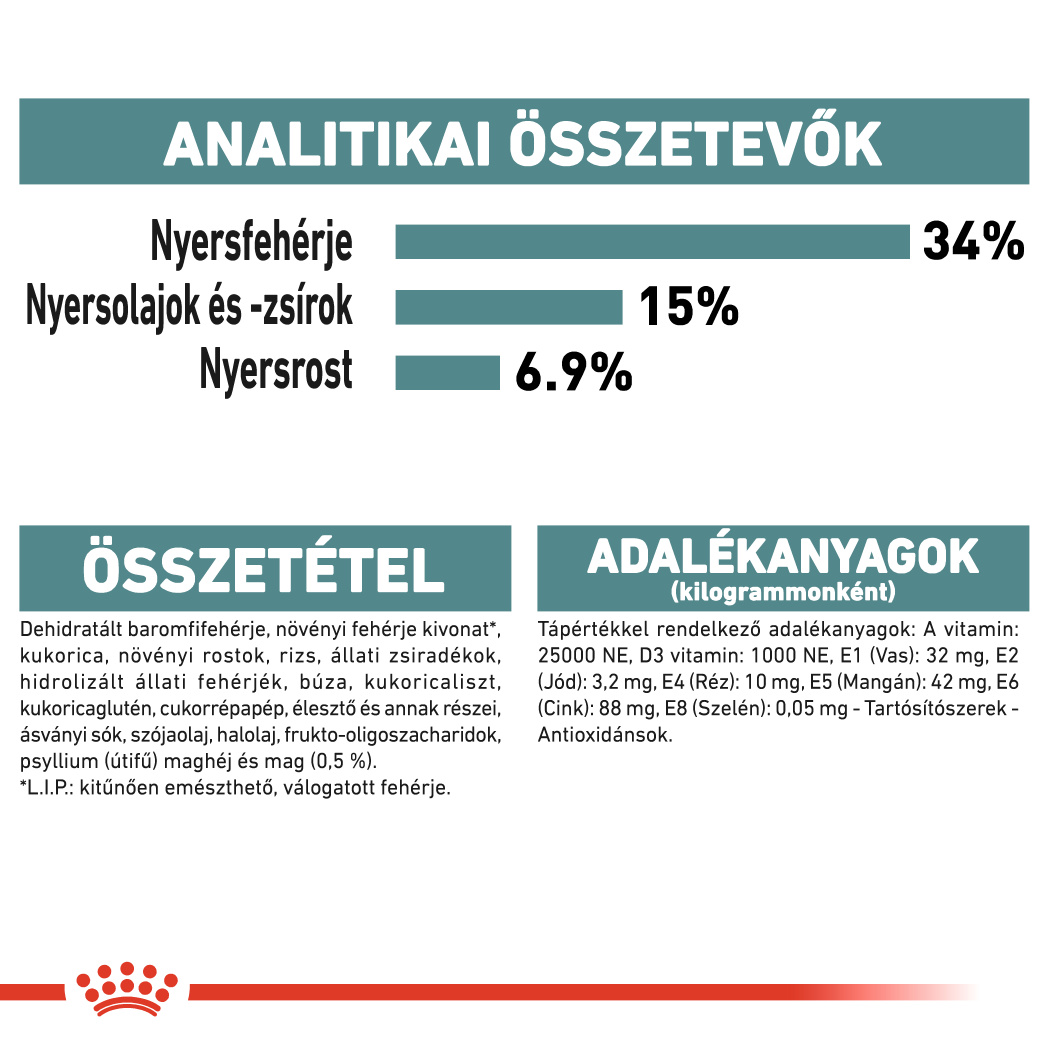 ANALITIKAI ÖSSZETEVŐK
Nyersfehérje 34%
Nyersolajok és -zsírok 15%
Nyersrost 6.9%
ÖSSZETÉTEL
Dehidratált baromfifehérje, növényi fehérje kivonat*,
kukorica, növényi rostok, rizs, állati zsiradékok,
hidrolizált állati fehérjék, búza, kukoricaliszt,
kukoricaglutén, cukorrépapép, élesztő és annak részei,
ásványi sók, szójaolaj, halolaj, frukto-oligoszacharidok,
psyllium (útifű) maghéj és mag (0,5 %).
*L.I.P.: kitűnően emészthető, válogatott fehérje.
ADALÉKANYAGOK
(kilogrammonként)
Tápértékkel rendelkező adalékanyagok: A vitamin:
25000 NE, D3 vitamin: 1000 NE, E1 (Vas): 32 mg, E2
(Jód): 3,2 mg, E4 (Réz): 10 mg, E5 (Mangán): 42 mg, E6
(Cink): 88 mg, E8 (Szelén): 0,05 mg - Tartósítószerek -
Antioxidánsok.